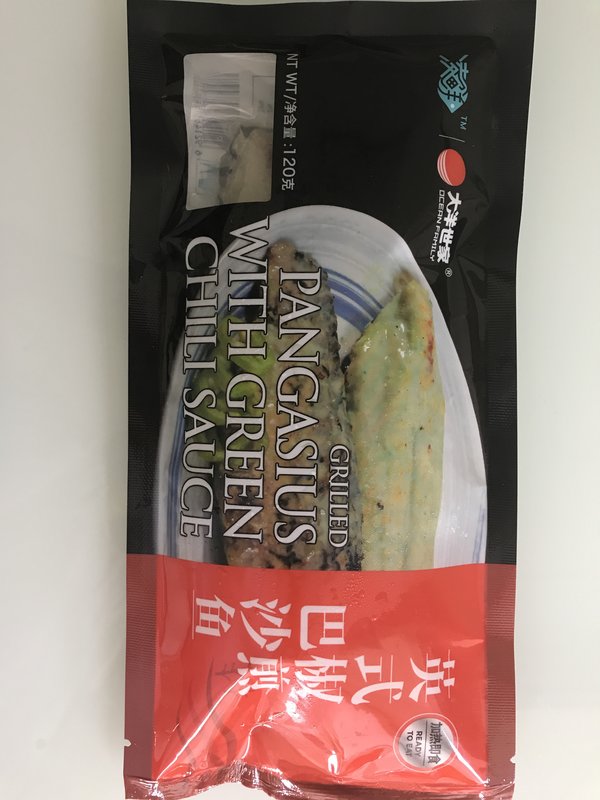 TM
大洋世家®
OCEAN FAMILY
NT WT/净含量:120克
GRILLED
PANGASIUS
WITH GREEN
CHILI SAUCE
英式椒煎
巴沙鱼
加热即食
READY
TO EAT